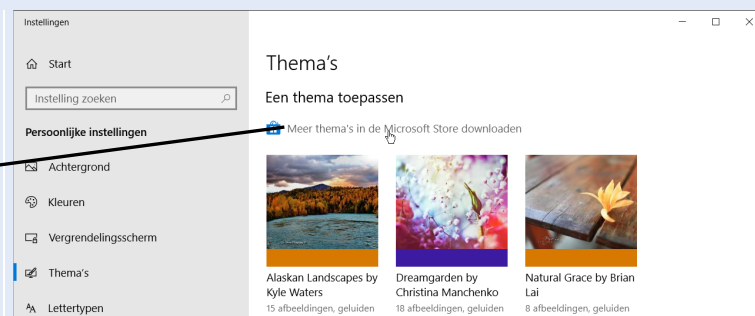 Instellingen
Start
Instelling zoeken
Persoonlijke instellingen
Achtergrond
Kleuren
Vergrendelingsscherm
Thema's
Lettertypen
Thema's
Een thema toepassen
Meer thema's in de Microsoft Store downloaden
Alaskan Landscapes by
Kyle Waters
15 afbeeldingen, geluiden
Dreamgarden by
Christina Manchenko
18 afbeeldingen, geluiden
Natural Grace by Brian
Lai
8 afbeeldingen, geluiden